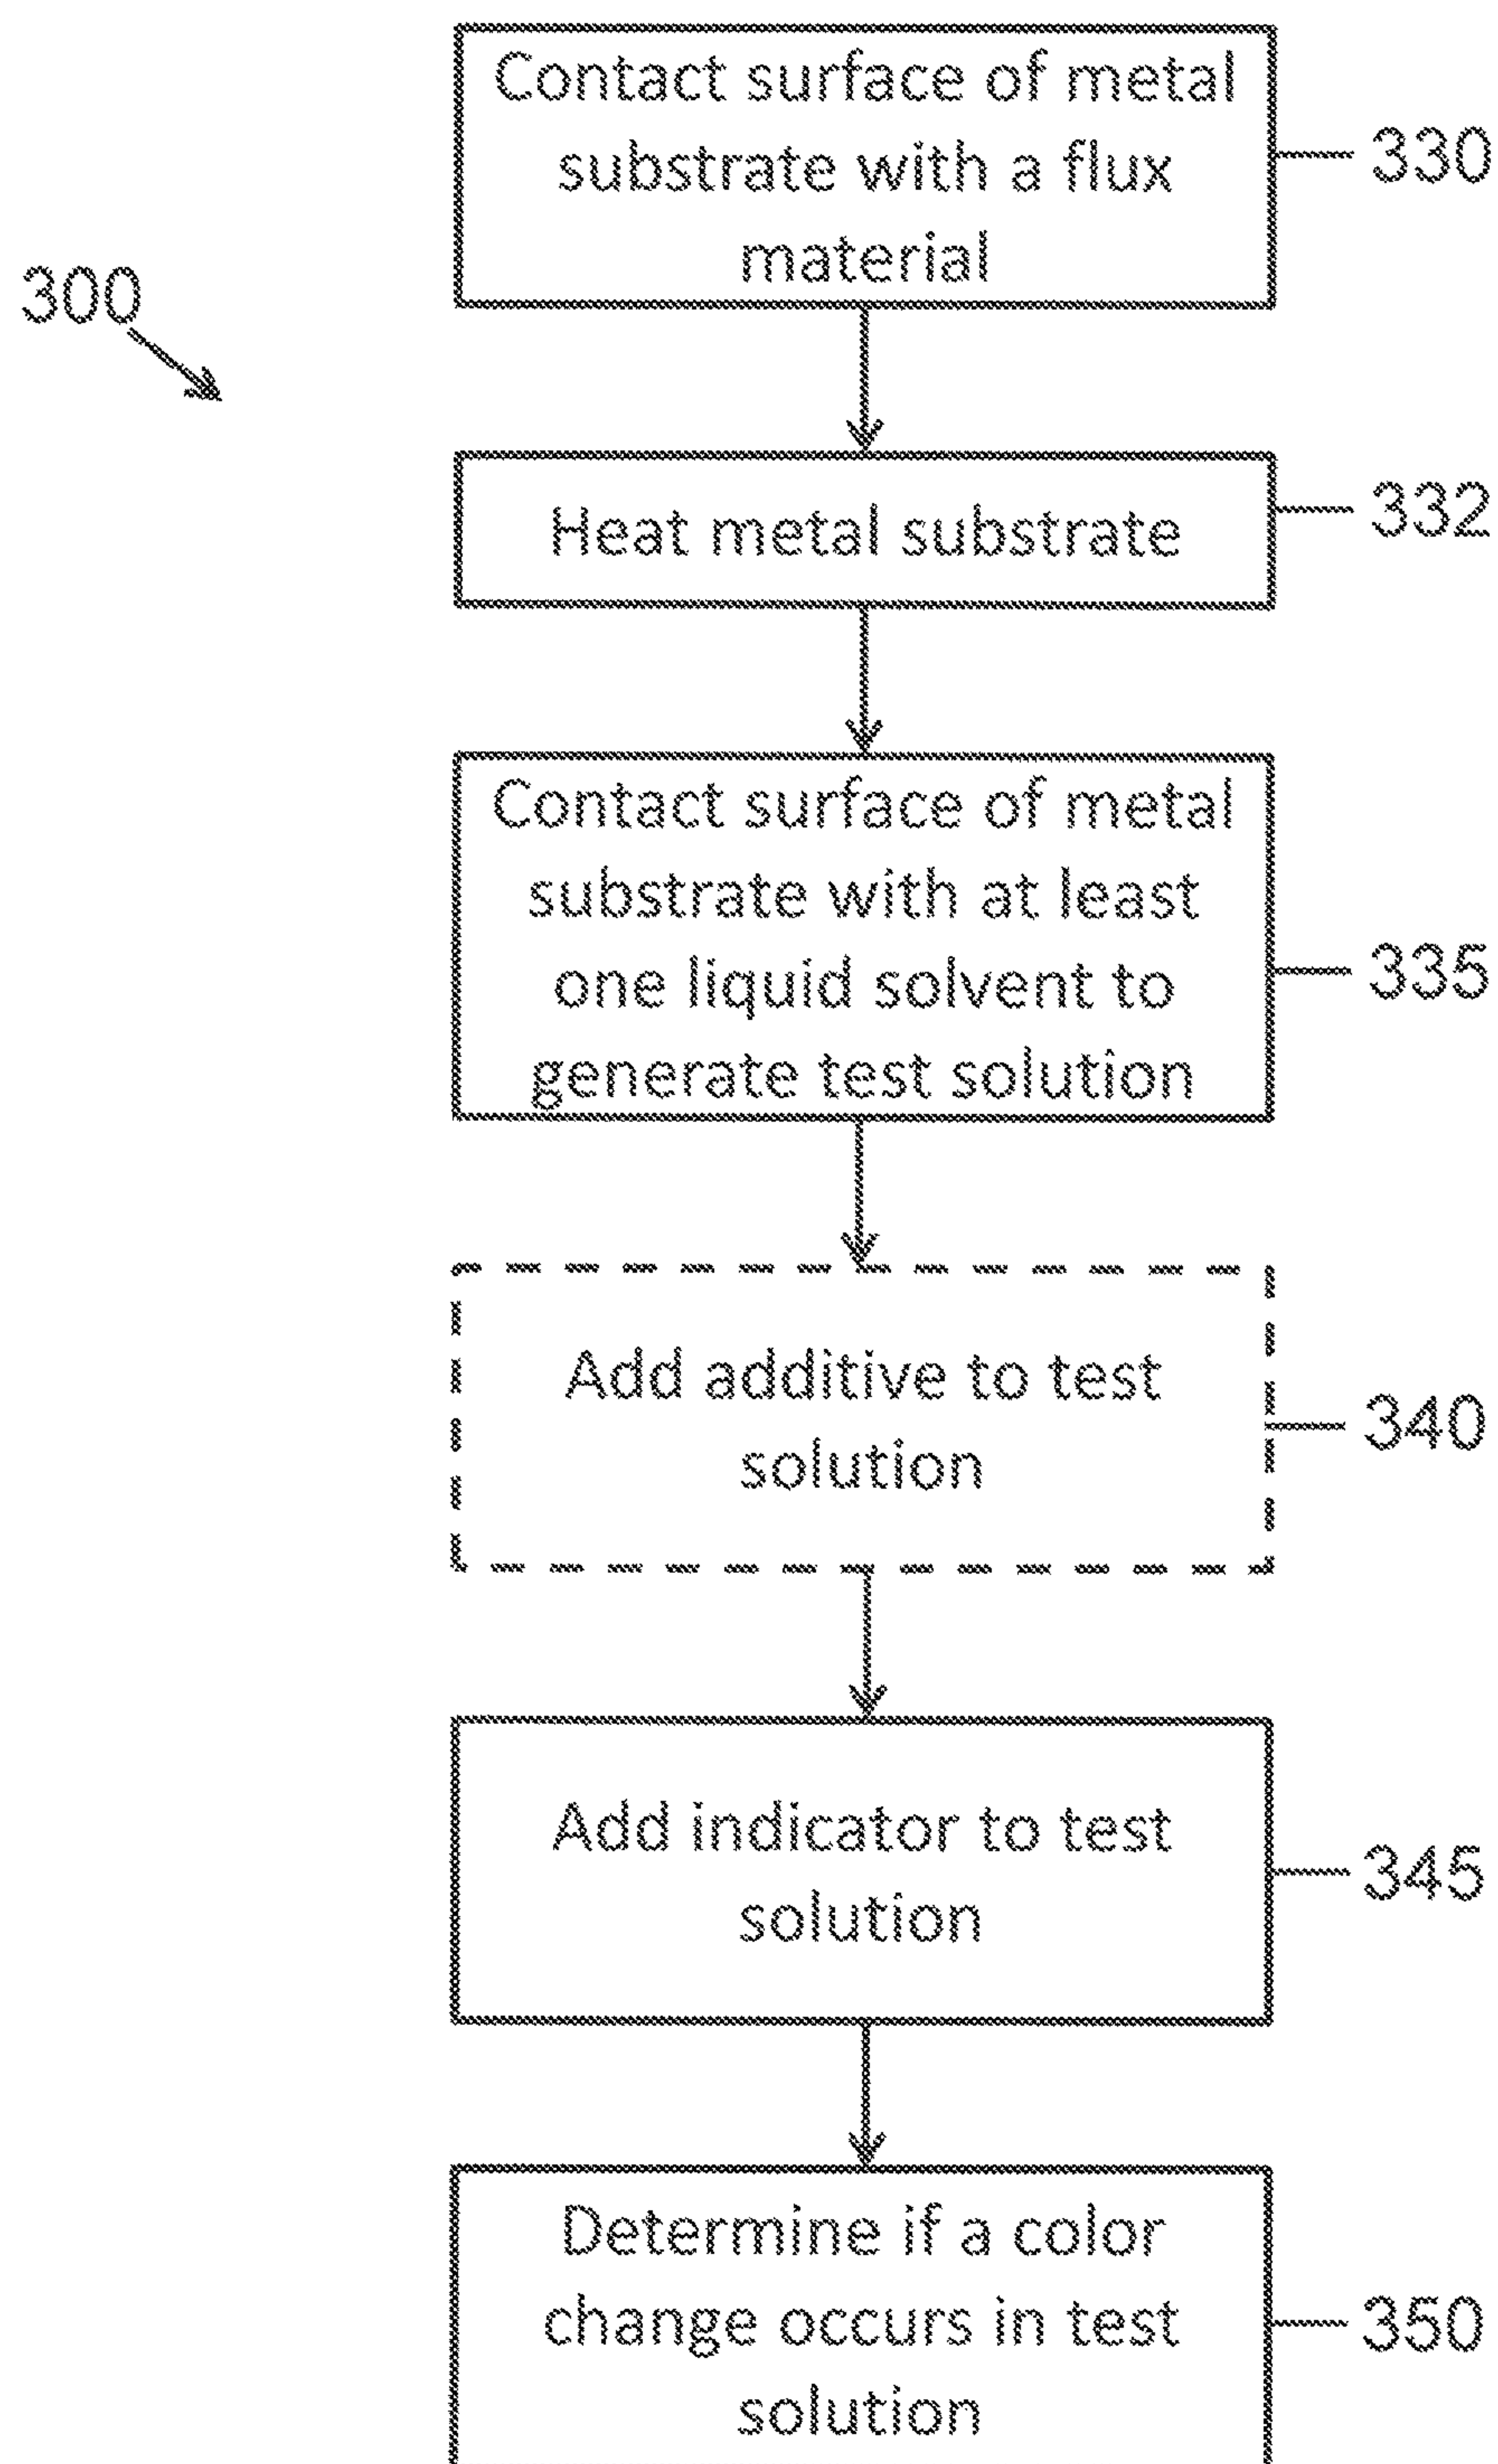 Contact surface of metal
substrate with a flux
material
330
300
Heat metal substrate
332
Contact surface of metal
substrate with at least
one liquid solvent to
generate test solution
335
Add additive to test
solution
340
Add indicator to test
solution
345
Determine if a color
change occurs in test
solution
350